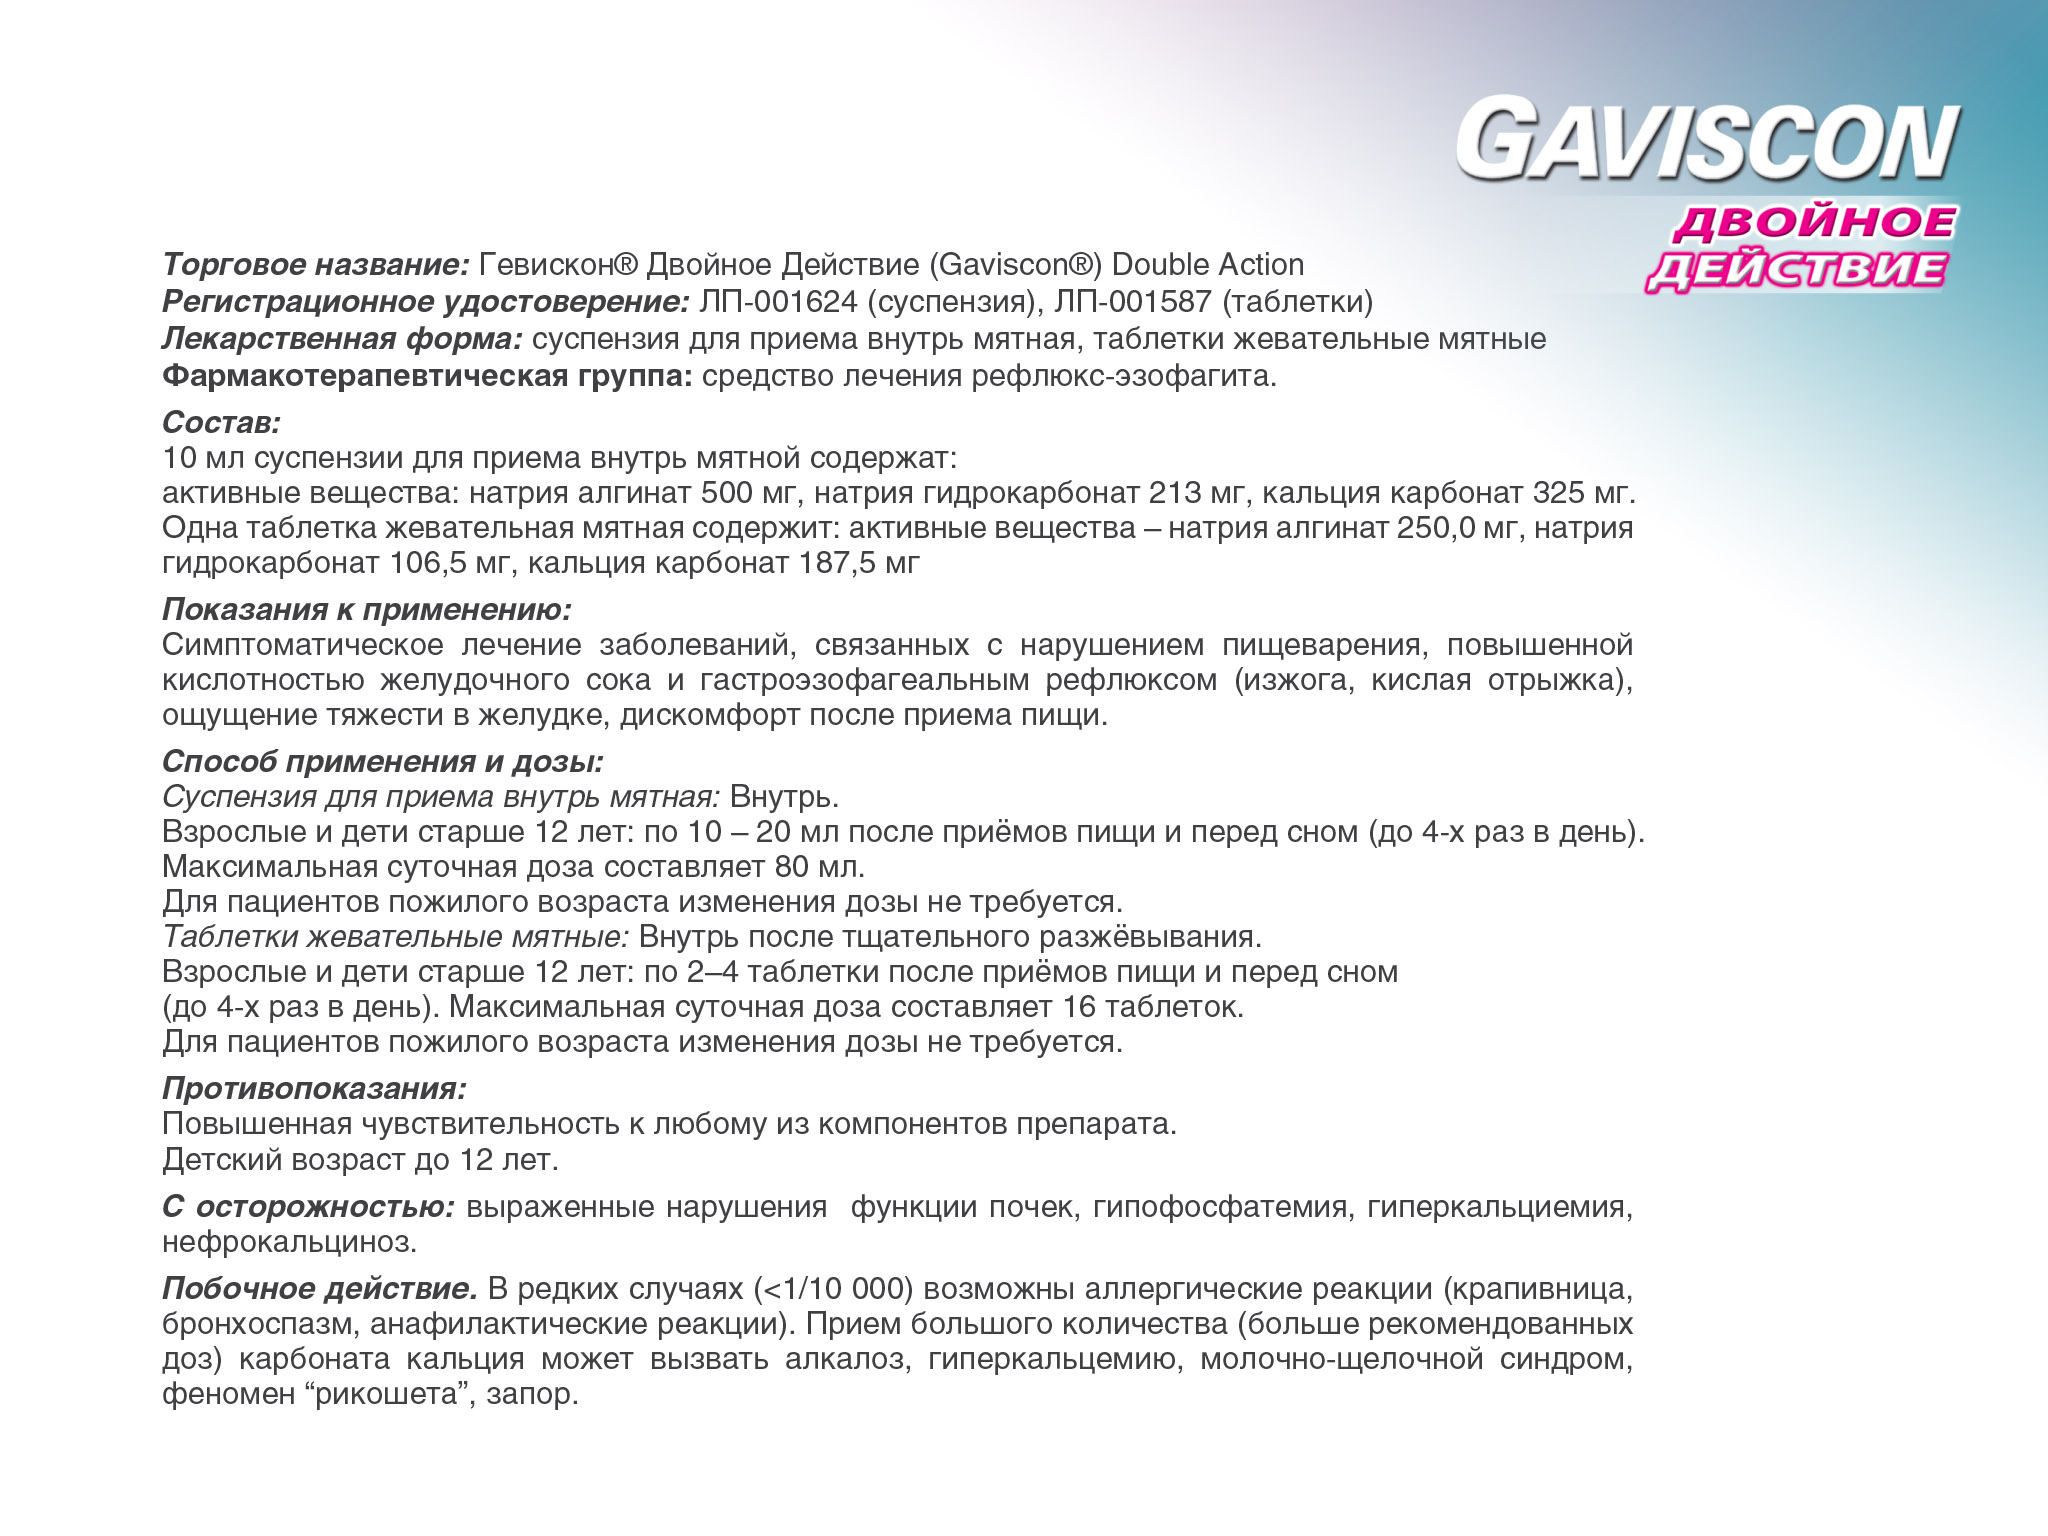 GAVISCON
ДВОЙНОЕ
ДЕЙСТВИЕ
Торговое название: Гевискон® Двойное Действие (Gaviscon®) Double Action
Регистрационное удостоверение: ЛП-001624 (суспензия), ЛП-001587 (таблетки)
Лекарственная форма: суспензия для приема внутрь мятная, таблетки жевательные мятные
Фармакотерапевтическая группа: средство лечения рефлюкс-эзофагита.
Состав:
10 мл суспензии для приема внутрь мятной содержат:
активные вещества: натрия алгинат 500 мг, натрия гидрокарбонат 213 мг, кальция карбонат 325 мг.
Одна таблетка жевательная мятная содержит: активные вещества – натрия алгинат 250,0 мг, натрия
гидрокарбонат 106,5 мг, кальция карбонат 187,5 мг
Показания к применению:
Симптоматическое лечение заболеваний, связанных с нарушением пищеварения, повышенной
кислотностью желудочного сока и гастроэзофагеальным рефлюксом (изжога, кислая отрыжка),
ощущение тяжести в желудке, дискомфорт после приема пищи.
Способ применения и дозы:
Суспензия для приема внутрь мятная: Внутрь.
Взрослые и дети старше 12 лет: по 10 – 20 мл после приёмов пищи и перед сном (до 4-х раз в день).
Максимальная суточная доза составляет 80 мл.
Для пациентов пожилого возраста изменения дозы не требуется.
Таблетки жевательные мятные: Внутрь после тщательного разжёвывания.
Взрослые и дети старше 12 лет: по 2–4 таблетки после приёмов пищи и перед сном
(до 4-х раз в день). Максимальная суточная доза составляет 16 таблеток.
Для пациентов пожилого возраста изменения дозы не требуется.
Противопоказания:
Повышенная чувствительность к любому из компонентов препарата.
Детский возраст до 12 лет.
С осторожностью: выраженные нарушения функции почек, гипофосфатемия, гиперкальциемия,
нефрокальциноз.
Побочное действие. В редких случаях (<1/10 000) возможны аллергические реакции (крапивница,
бронхоспазм, анафилактические реакции). Прием большого количества (больше рекомендованных
доз) карбоната кальция может вызвать алкалоз, гиперкальцемию, молочно-щелочной синдром,
феномен “рикошета”, запор.